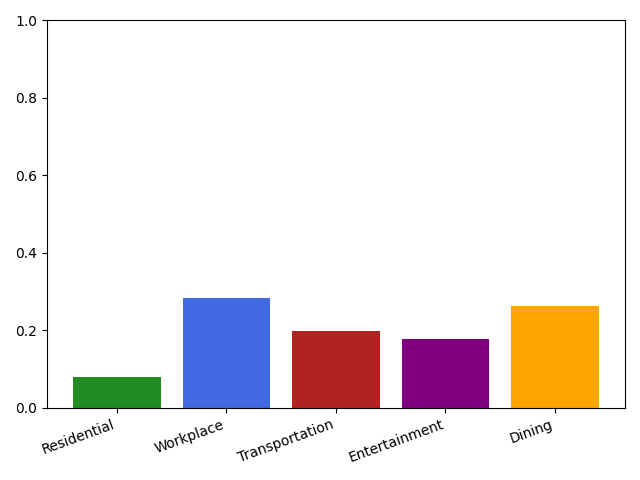 1.0
0.8
0.6
0.4
0.2
0.0
Residential
Workplace
Transportation
Entertainment
Dining